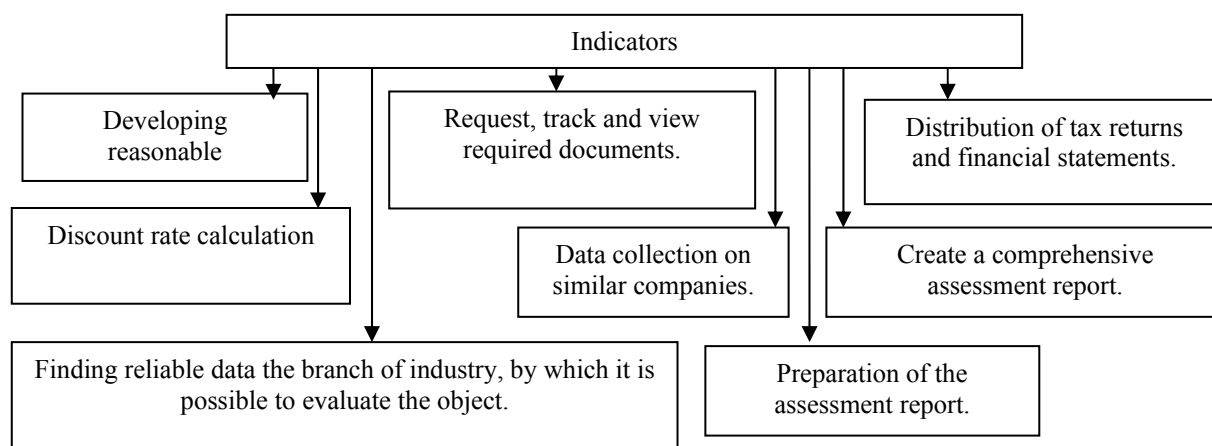 Indicators
Developing
reasonable
Request, track and view
required documents.
Distribution of tax returns
and financial statements.
Discount rate calculation
Data collection on
similar companies.
Create a comprehensive
assessment report.
Finding reliable data the branch of industry, by which it is
possible to evaluate the object.
Preparation of the
assessment report.